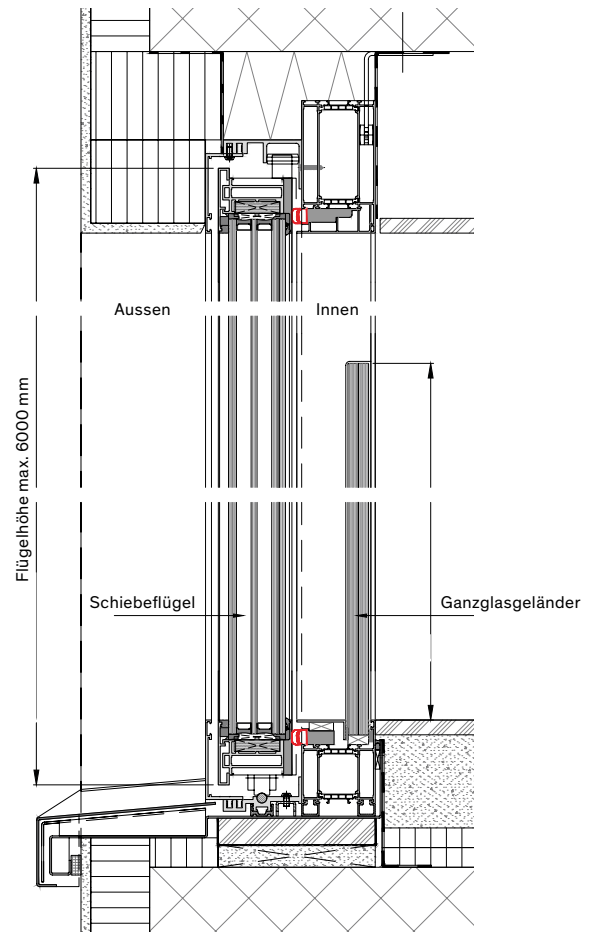 Aussen
Innen
Flügelhöhe max. 6000 mm
Schiebeflügel
Ganzglasgeländer